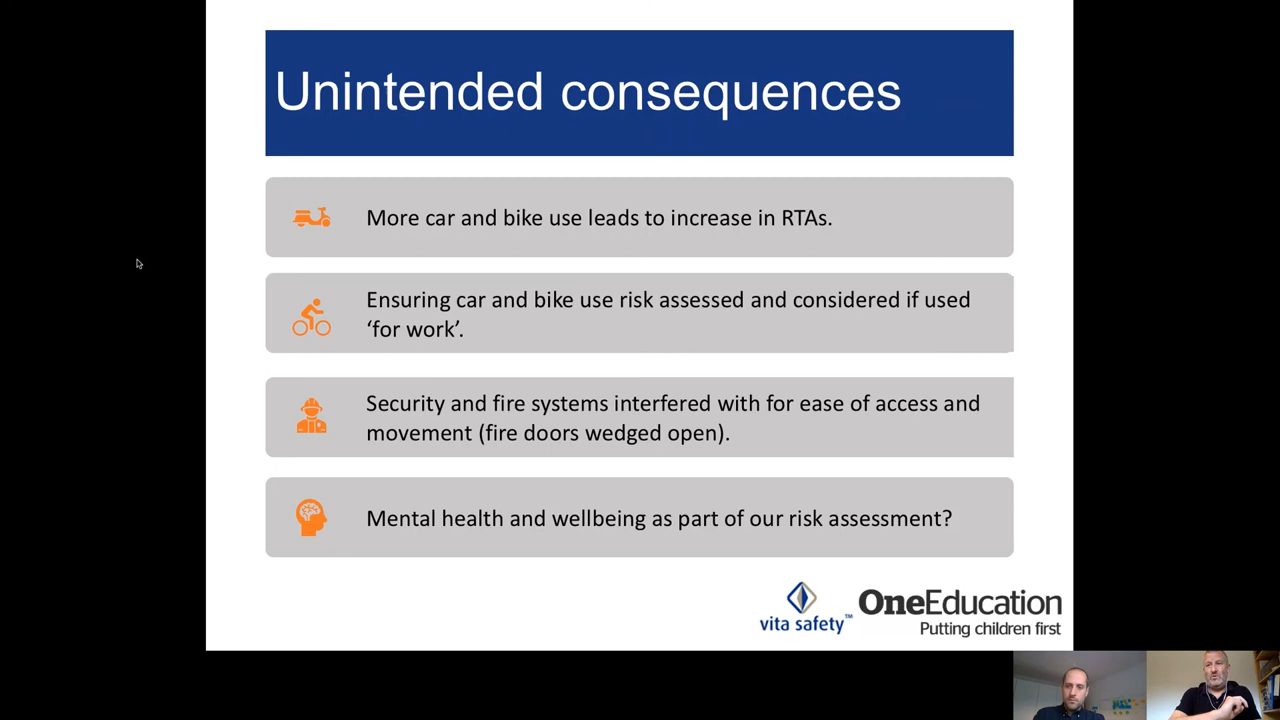 Unintended consequences
More car and bike use leads to increase in RTAs.
Ensuring car and bike use risk assessed and considered if used
‘for work’.
Security and fire systems interfered with for ease of access and
movement (fire doors wedged open).
Mental health and wellbeing as part of our risk assessment?
vita safety™
OneEducation
Putting children first